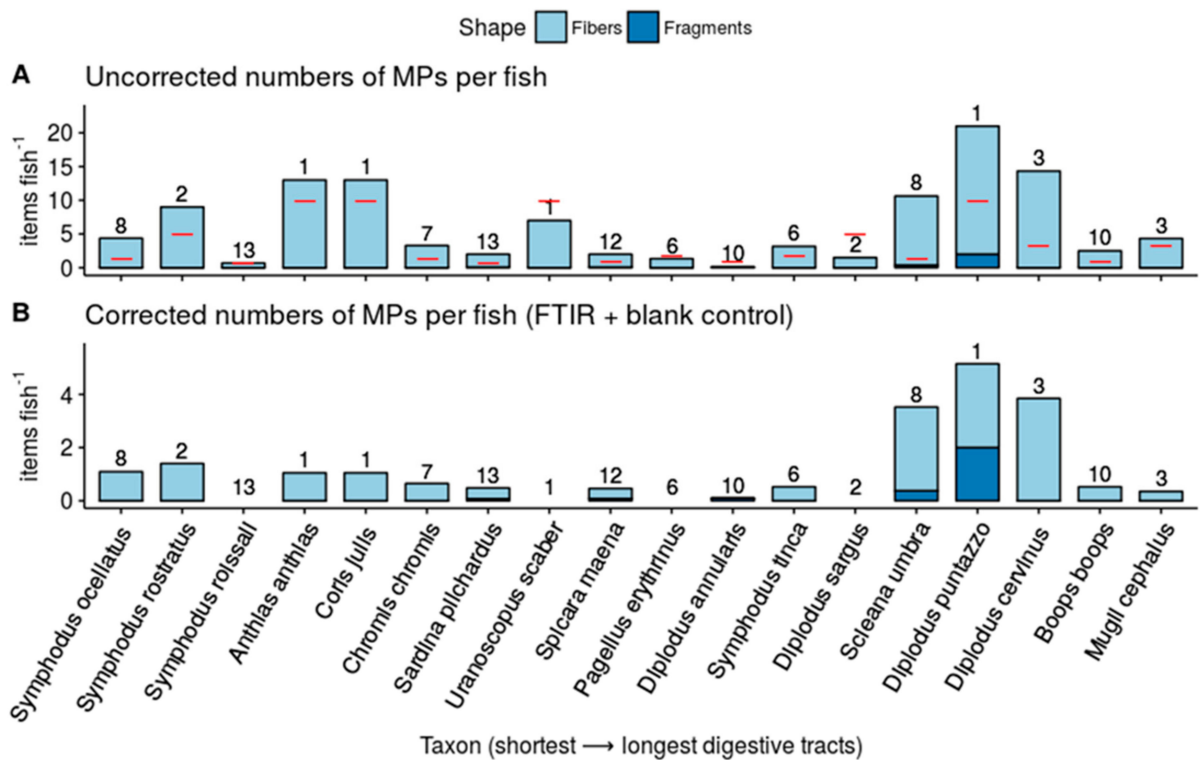 Shape Fibers Fragments
A Uncorrected numbers of MPs per fish
items fish⁻¹
20
15
10
5
0
8 2 13 1 1 7 13 1 12 6 10 6 2 8 1 3 10 3
B Corrected numbers of MPs per fish (FTIR + blank control)
items fish⁻¹
4
2
0
8 2 13 1 1 7 13 1 12 6 10 6 2 8 1 3 10 3
Symphodus ocellatus
Symphodus rostratus
Symphodus roissali
Anthias anthias
Coris julis
Chromis chromis
Sardina pilchardus
Uranoscopus scaber
Spicara maena
Pagellus erythrinus
Diplodus annularis
Symphodus tinca
Diplodus sargus
Scieana umbra
Diplodus puntazzo
Diplodus cervinus
Boops boops
Mugil cephalus
Taxon (shortest → longest digestive tracts)